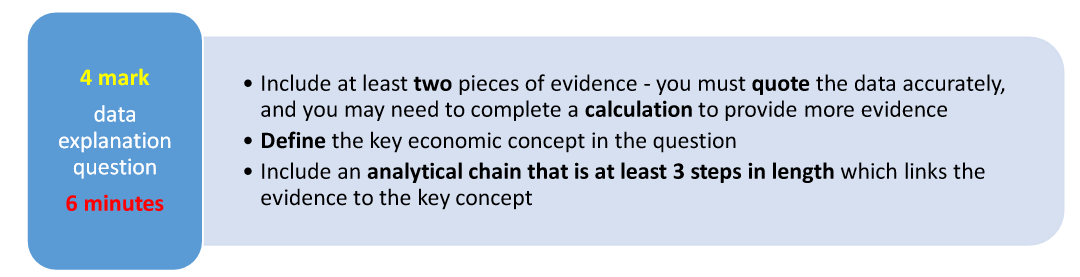 4 mark
data
explanation
question
6 minutes
• Include at least two pieces of evidence - you must quote the data accurately,
and you may need to complete a calculation to provide more evidence
• Define the key economic concept in the question
• Include an analytical chain that is at least 3 steps in length which links the
evidence to the key concept